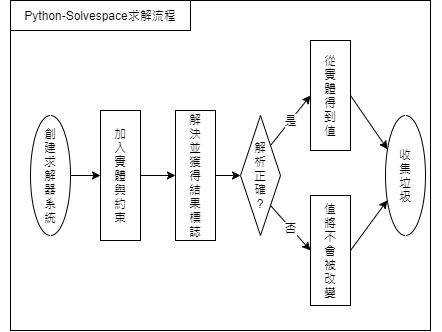 Python-Solvespace求解流程
創建求解器系統
加入實體與約束
解決並獲得結果標誌
解析正確？
是
從實體得到值
否
值將不會被改變
收集垃圾